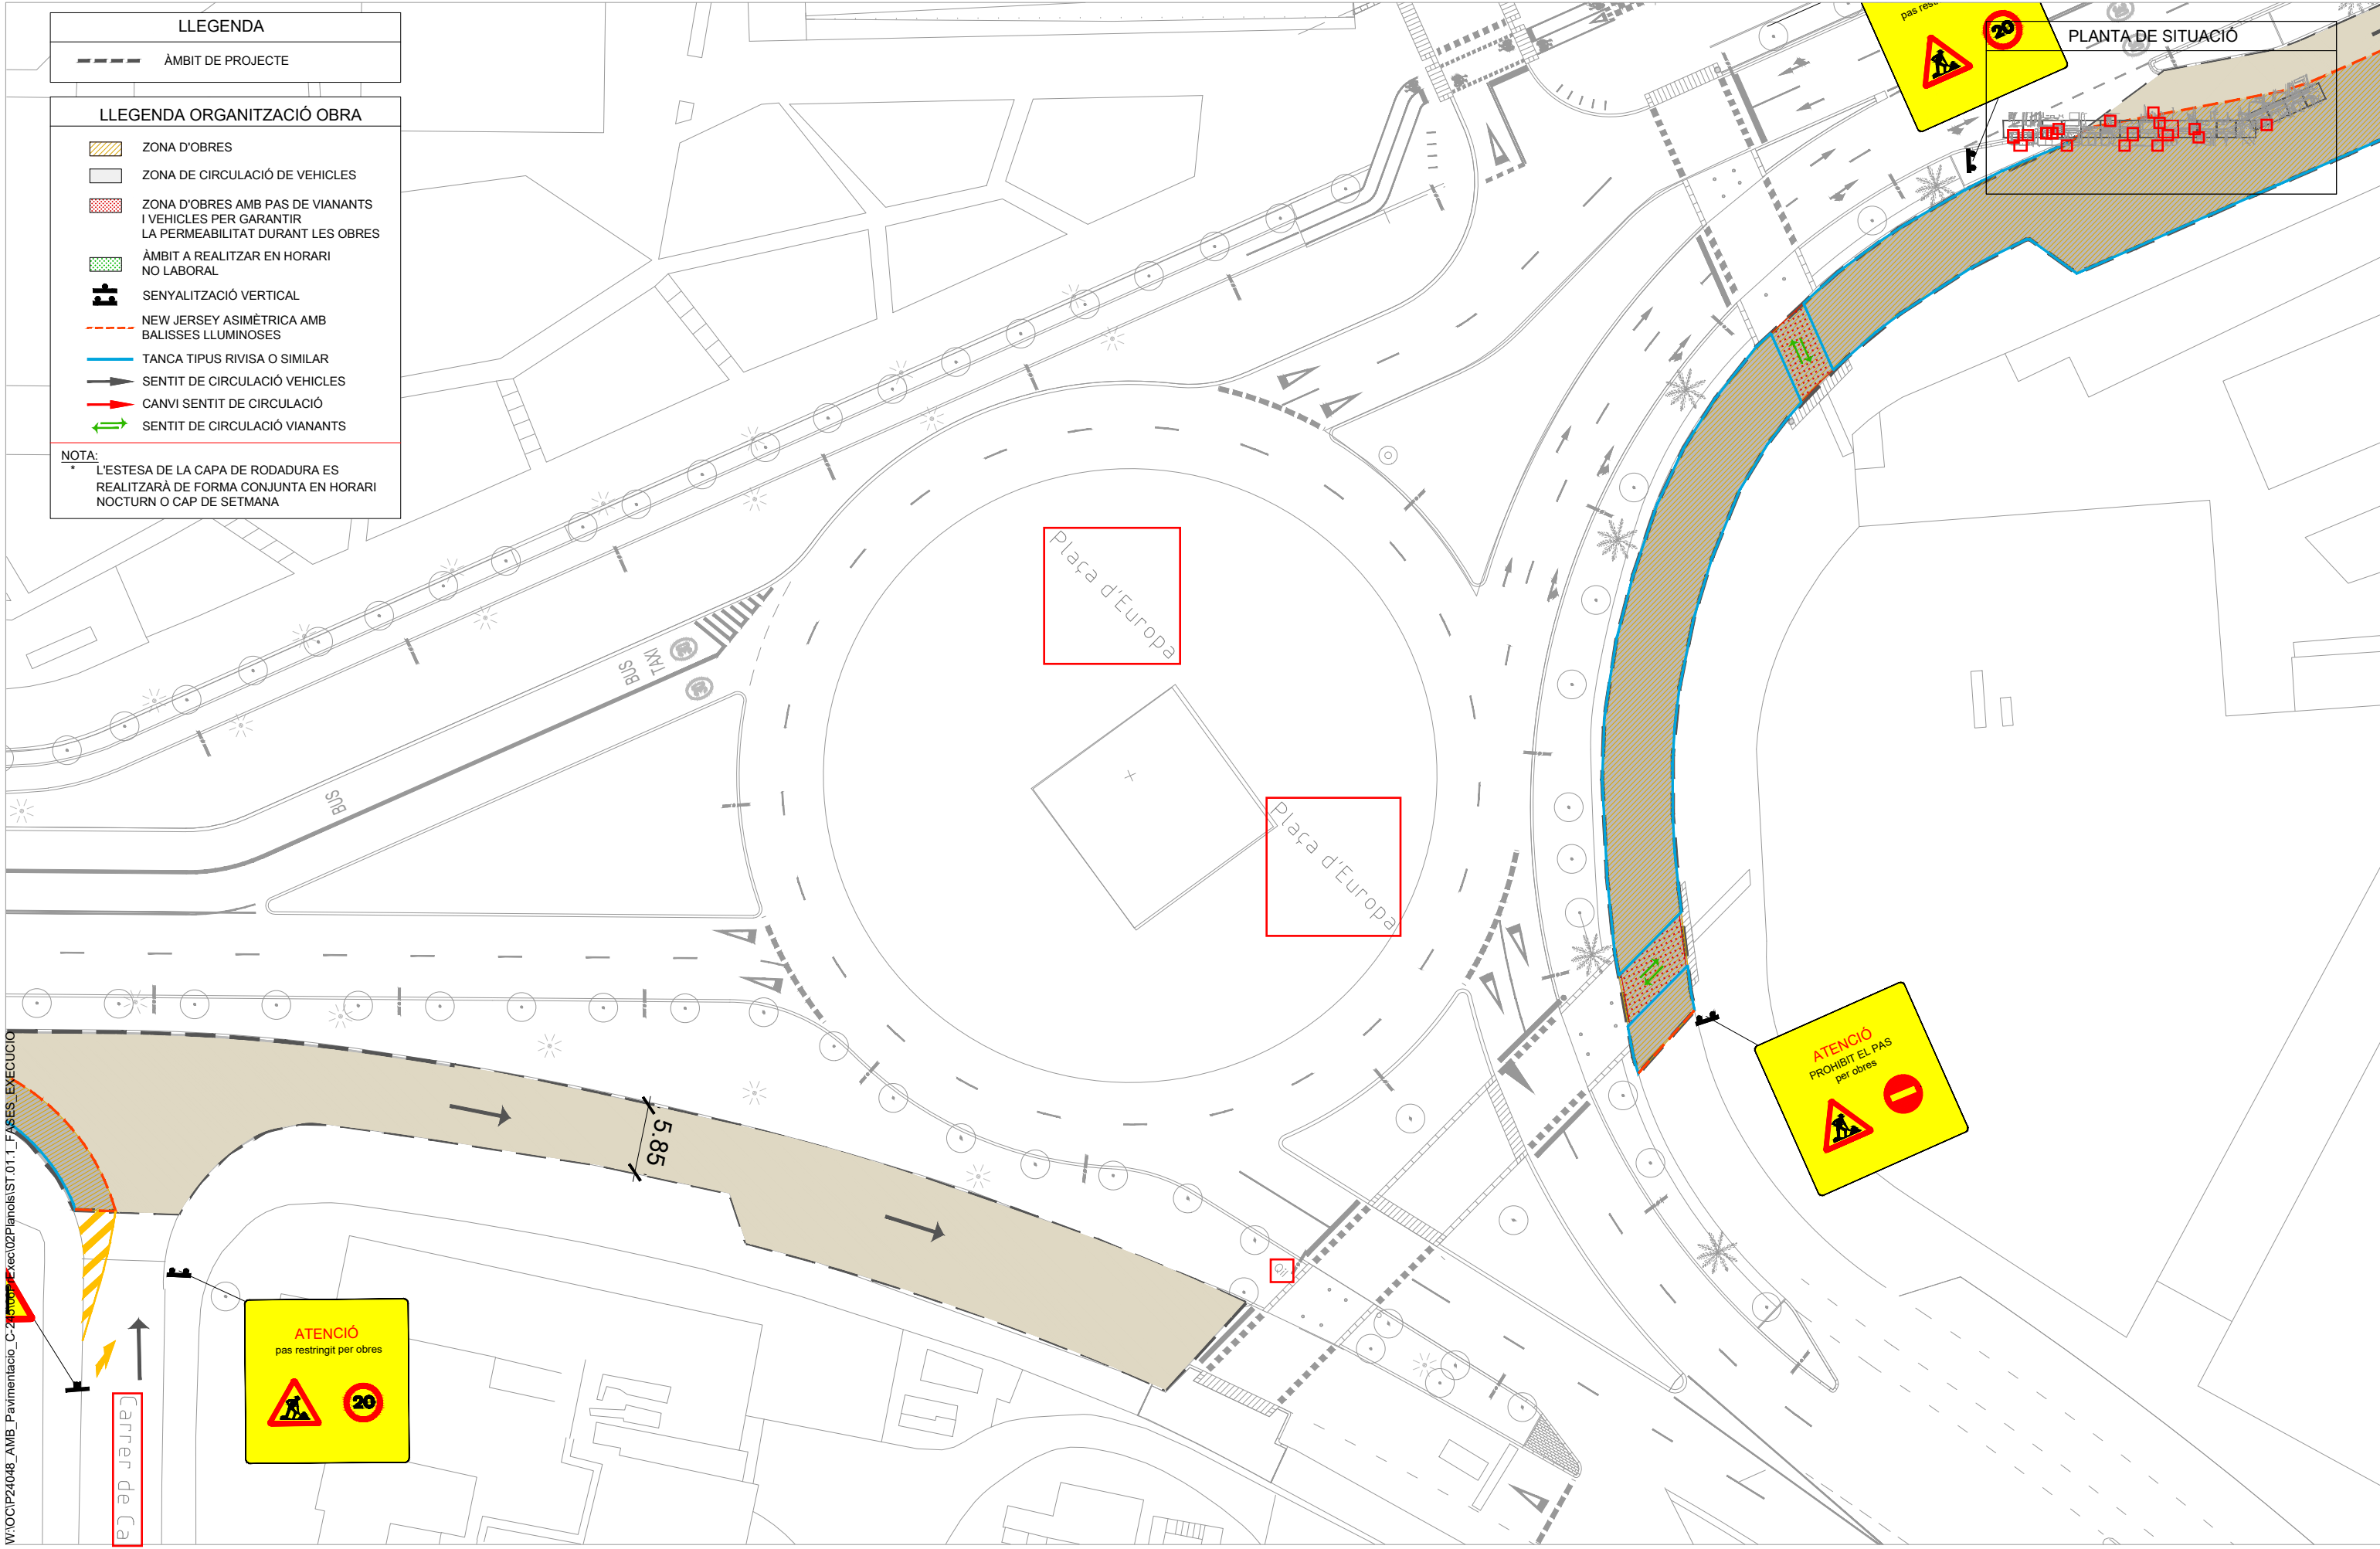 LLEGENDA
ÀMBIT DE PROJECTE
LLEGENDA ORGANITZACIÓ OBRA
ZONA D'OBRES
ZONA DE CIRCULACIÓ DE VEHICLES
ZONA D'OBRES AMB PAS DE VIANANTS
I VEHICLES PER GARANTIR
LA PERMEABILITAT DURANT LES OBRES
ÀMBIT A REALITZAR EN HORARI
NO LABORAL
SENYALITZACIÓ VERTICAL
NEW JERSEY ASIMÈTRICA AMB
BALISSES LLUMINOSES
TANCA TIPUS RIVISA O SIMILAR
SENTIT DE CIRCULACIÓ VEHICLES
CANVI SENTIT DE CIRCULACIÓ
SENTIT DE CIRCULACIÓ VIANANTS
NOTA:
* L'ESTESA DE LA CAPA DE RODADURA ES
REALITZARÀ DE FORMA CONJUNTA EN HORARI
NOCTURN O CAP DE SETMANA
pas
20
PLANTA DE SITUACIÓ
Plaça d'Europa
BUS
TAXI
BUS
Plaça d'Europa
ATENCIÓ
PROHIBIT EL PAS
per obres
5.85
ATENCIÓ
pas restringit per obres
20
Carrer de Ca